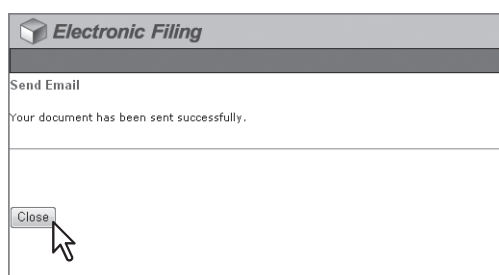 Electronic Filing
Send Email
Your document has been sent successfully.
Close